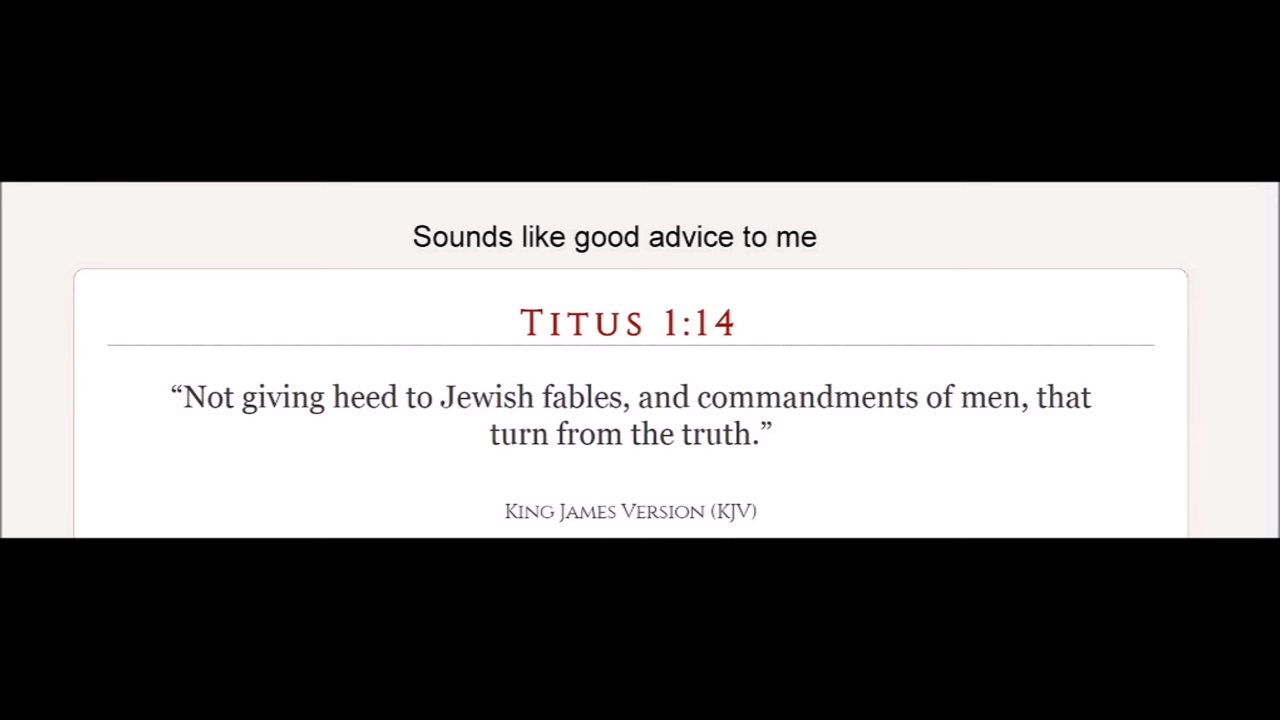 Sounds like good advice to me
Titus 1:14
“Not giving heed to Jewish fables, and commandments of men, that
turn from the truth.”
King James Version (KJV)